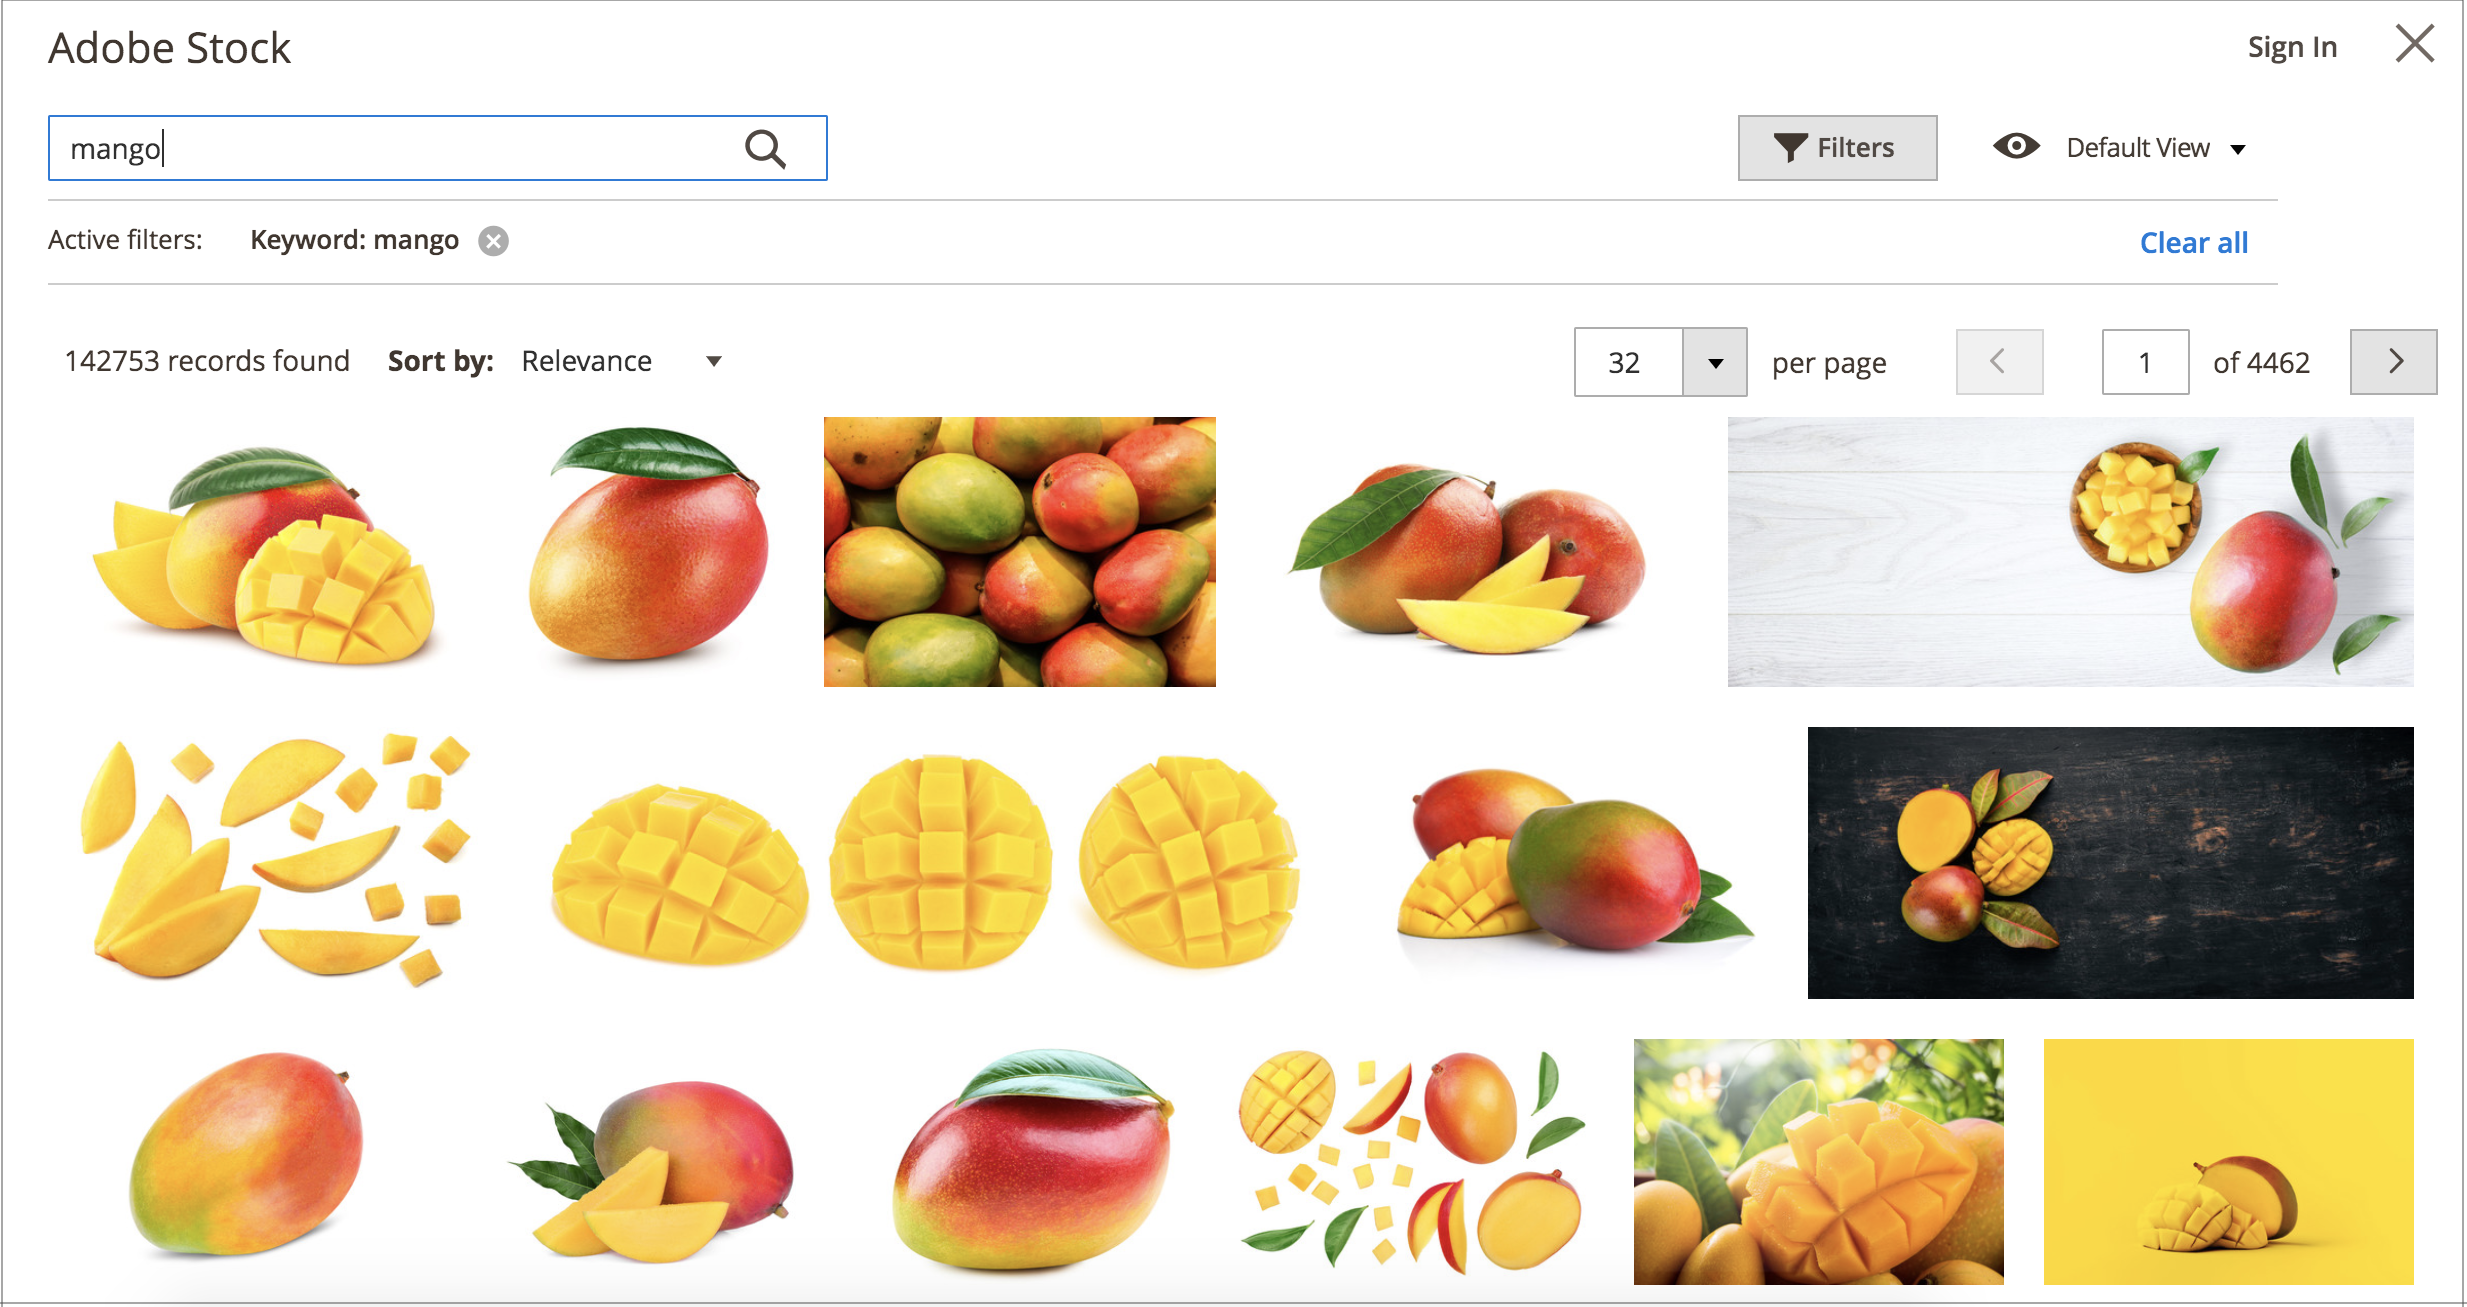 Adobe Stock
Sign In
mango
Filters
Default View
Active filters: Keyword: mango
Clear all
142753 records found Sort by: Relevance
32 per page 1 of 4462